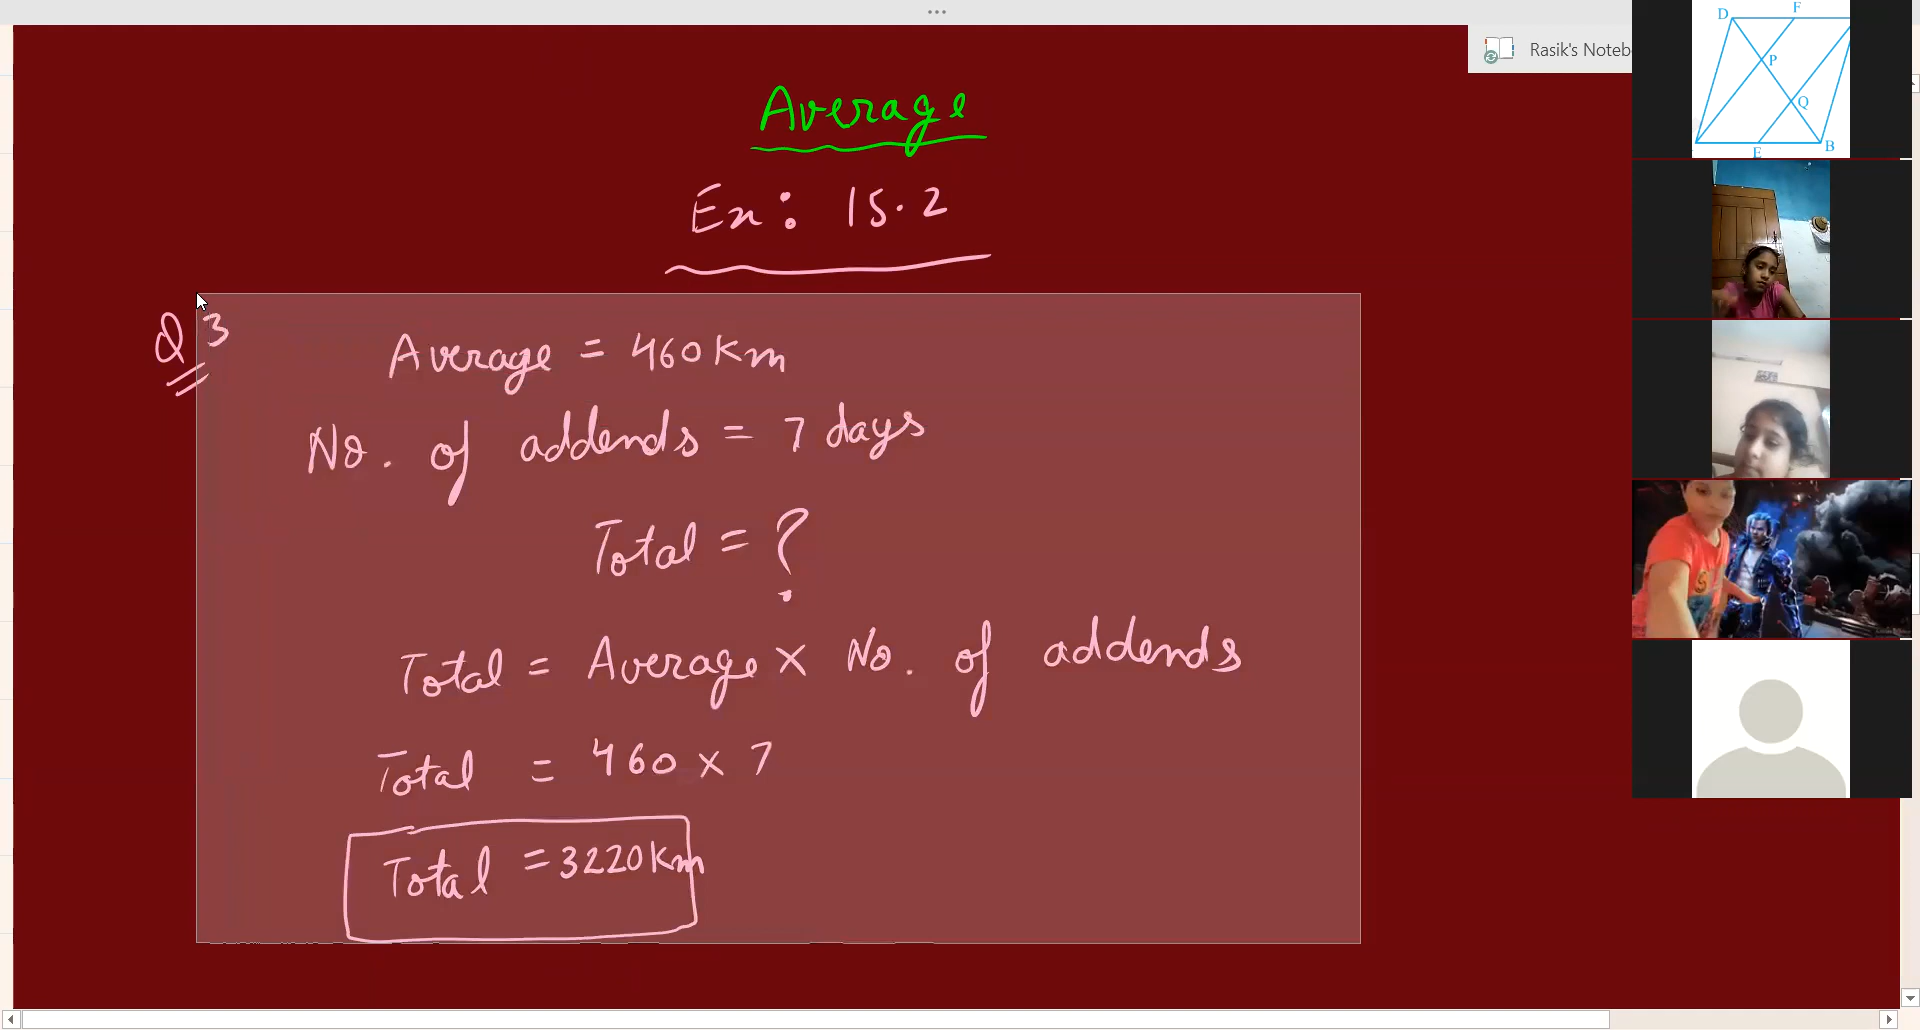 Rasik's Noteb
Average
Ex: 15.2
Q3
Average = 460 Km
No. of addends = 7 days
Total = ?
Total = Average × No. of addends
Total = 460 × 7
Total = 3220 Km
D F
P
Q
E B